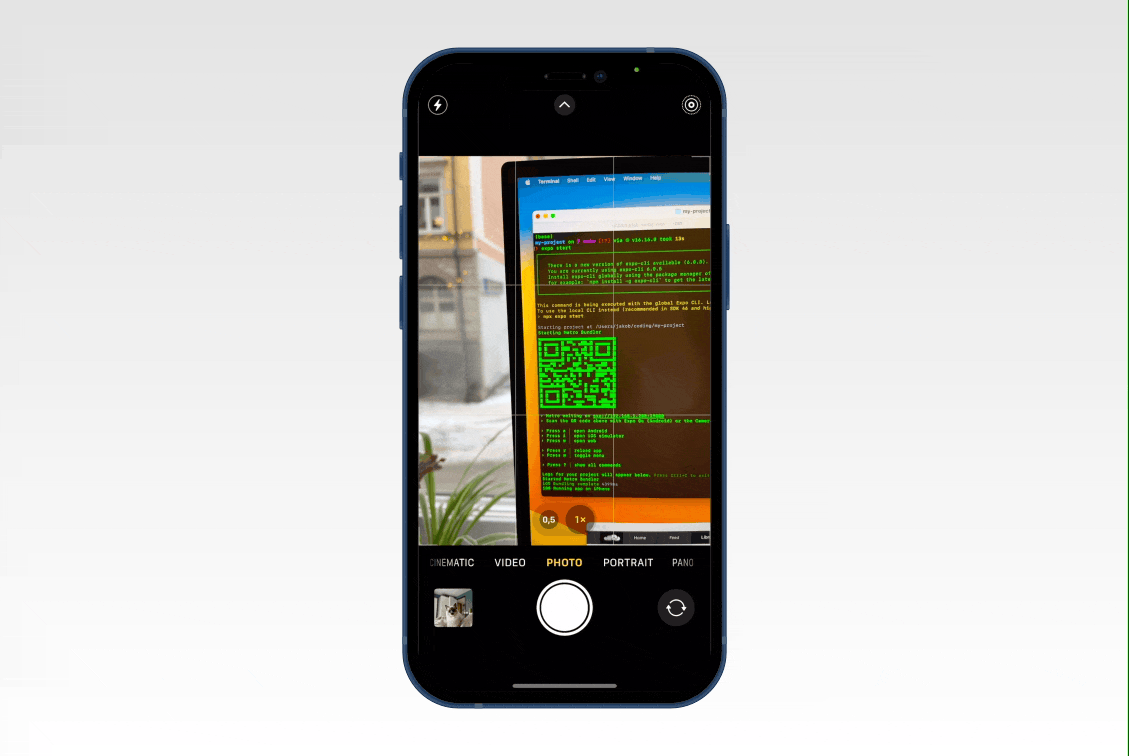 Terminal Shell Edit View Window Help
my-project
(base)
my-project on via v16.16.0 took 13s
expo start
There is a new version of expo-cli available (6.0.8).
You are currently using expo-cli 6.0.0
Install expo-cli globally using the package manager of
for example: `npm install -g expo-cli` to get the late
This command is being executed with the global Expo CLI. L
To use the local CLI instead (recommended in SDK 46 and hi
› npx expo start
Starting project at /Users/jakob/coding/my-project
Starting Metro Bundler
› Metro waiting on
› Scan the QR code above with Expo Go (Android) or the Camer
› Press a | open Android
› Press i | open iOS simulator
› Press w | open web
› Press r | reload app
› Press m | toggle menu
› Press ? | show all commands
Logs for your project will appear below. Press Ctrl+C to exit
Started Metro Bundler
iOS Bundling complete
iOS Running app on iPhone
0,5 1×
Home Feed Lib
CINEMATIC VIDEO PHOTO PORTRAIT PANO